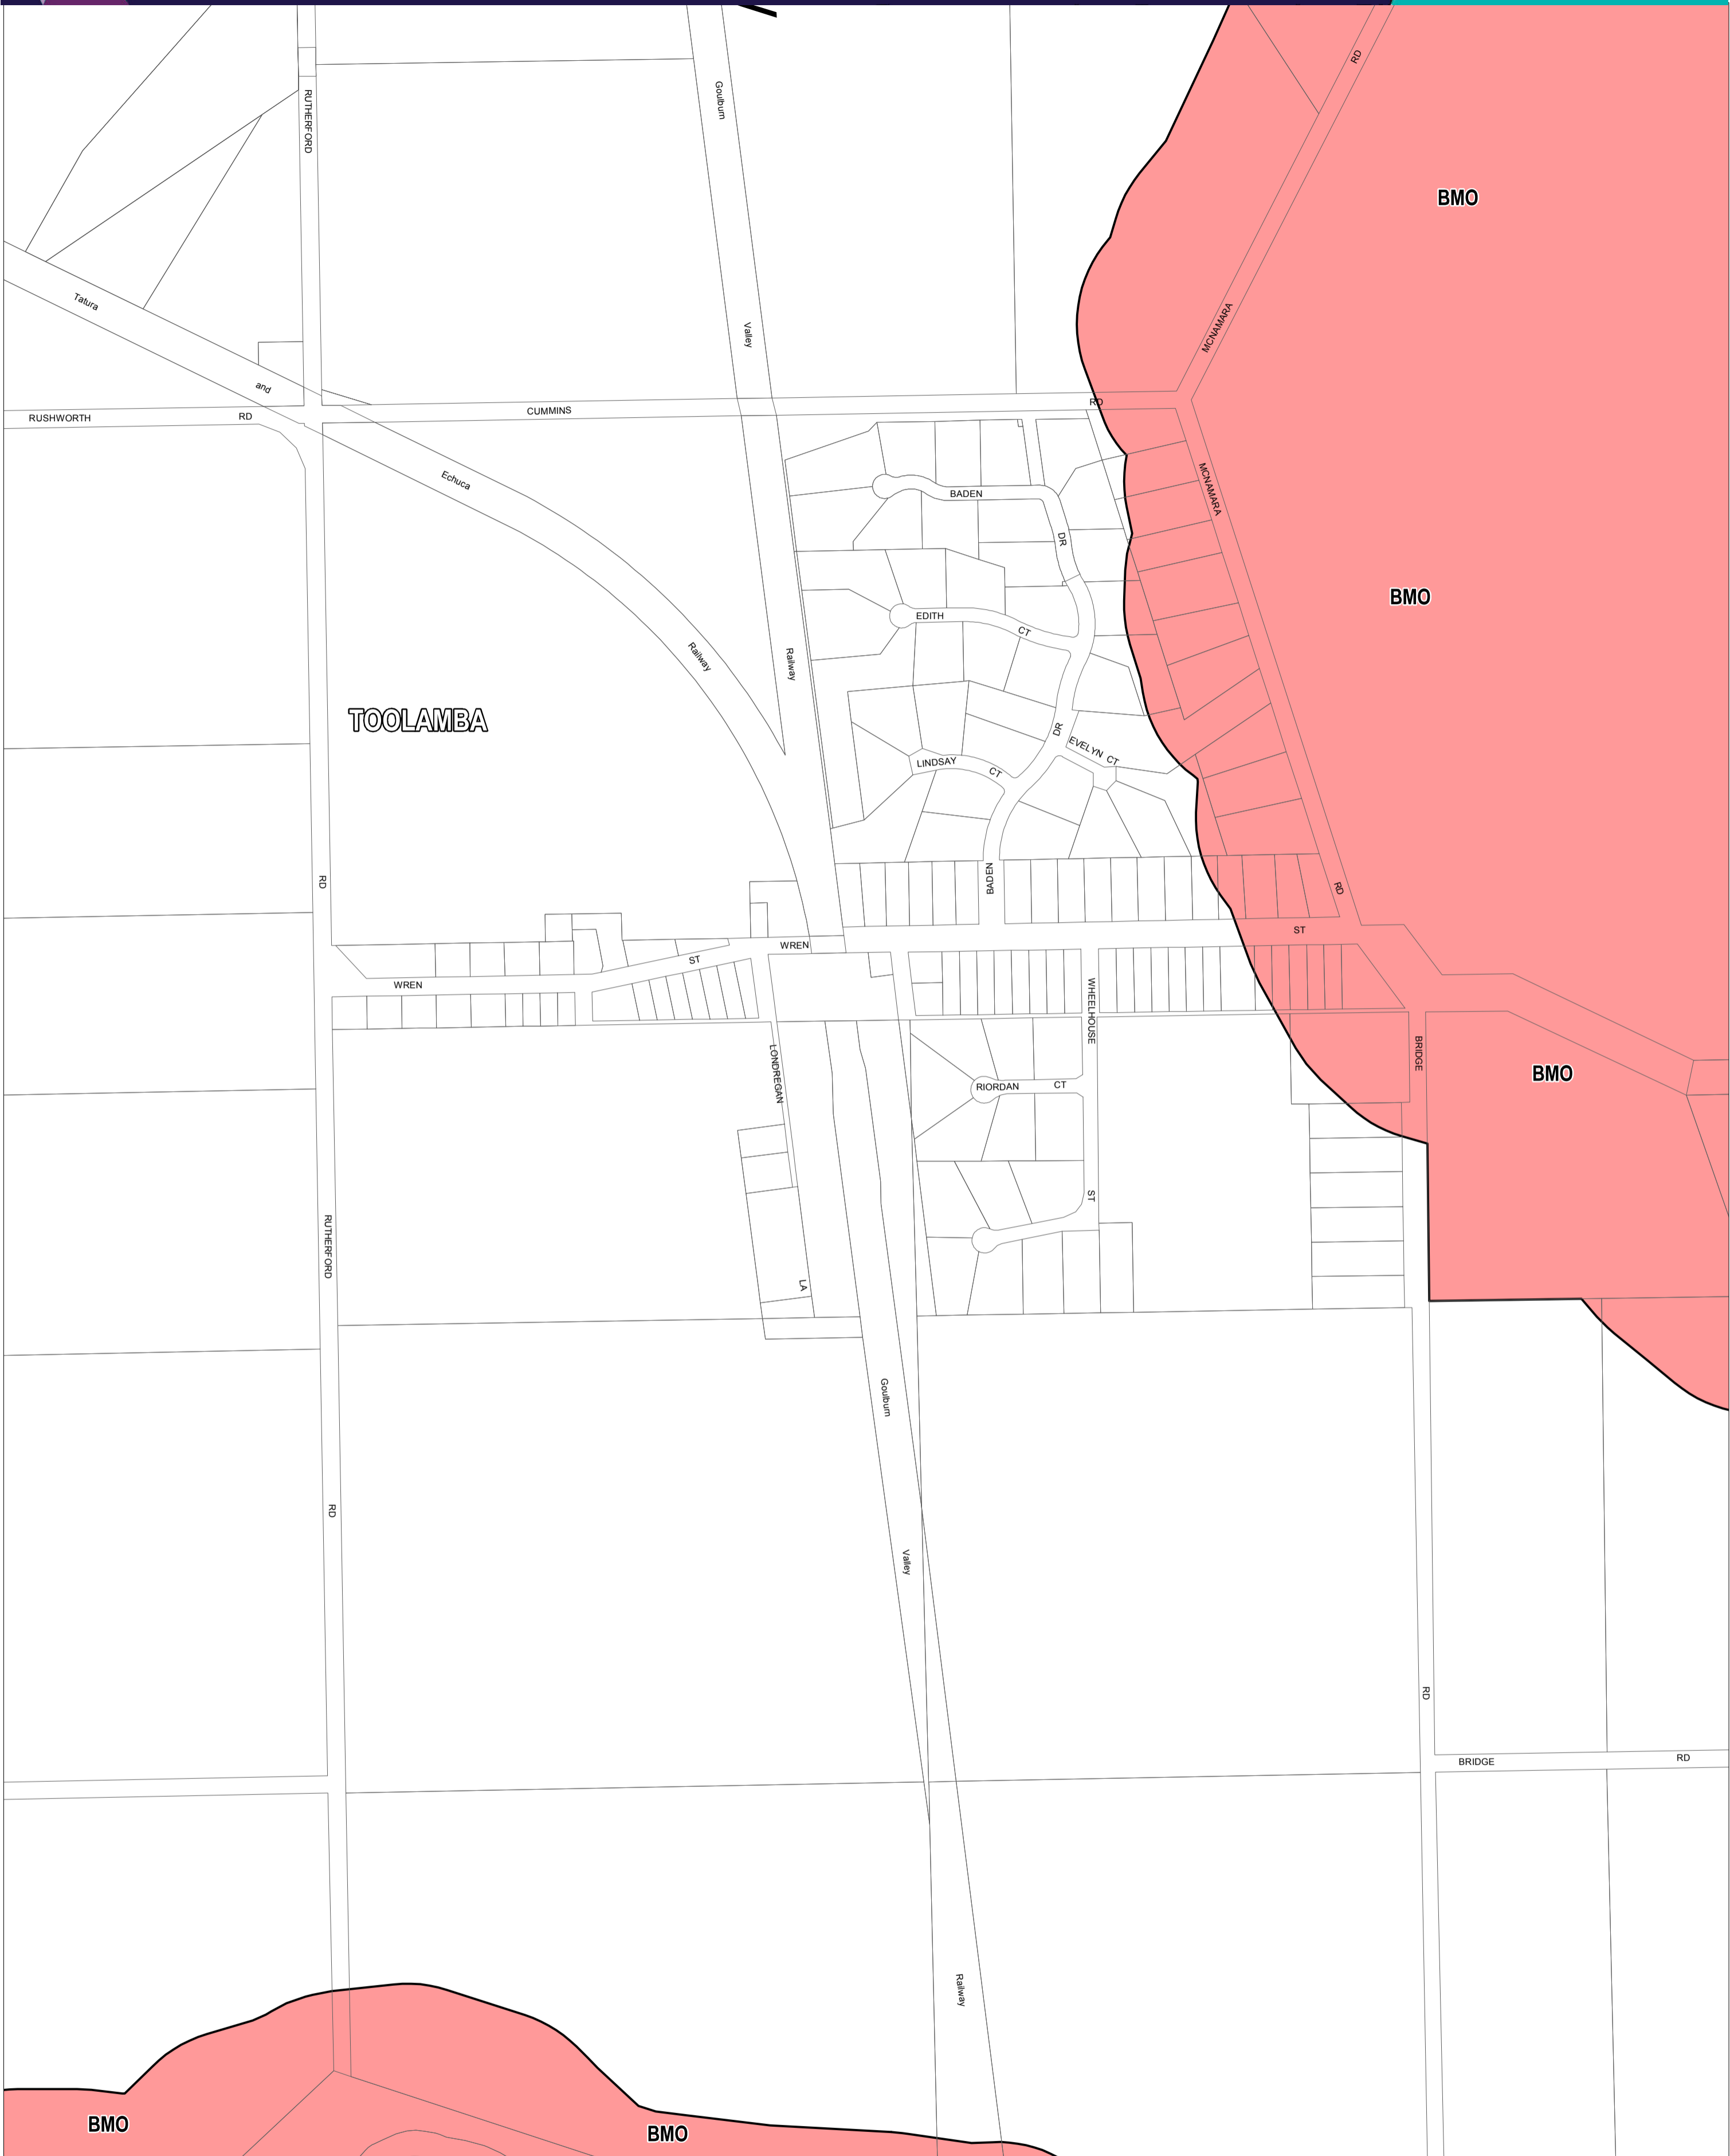 RD
Goulburn
RUTHERFORD
BMO
Tatura
Valley
MCNAMARA
and
RD
CUMMINS
RUSHWORTH
RD
Echuca
MCNAMARA
BADEN
DR
BMO
EDITH
CT
Railway
Railway
TOOLAMBA
DR
EVELYN CT
LINDSAY
CT
RD
BADEN
RD
ST
WREN
ST
WREN
WHEELHOUSE
BRIDGE
LONDREGAN
BMO
RIORDAN
CT
ST
RUTHERFORD
LA
Goulburn
RD
Valley
RD
BRIDGE
RD
Railway
BMO
BMO